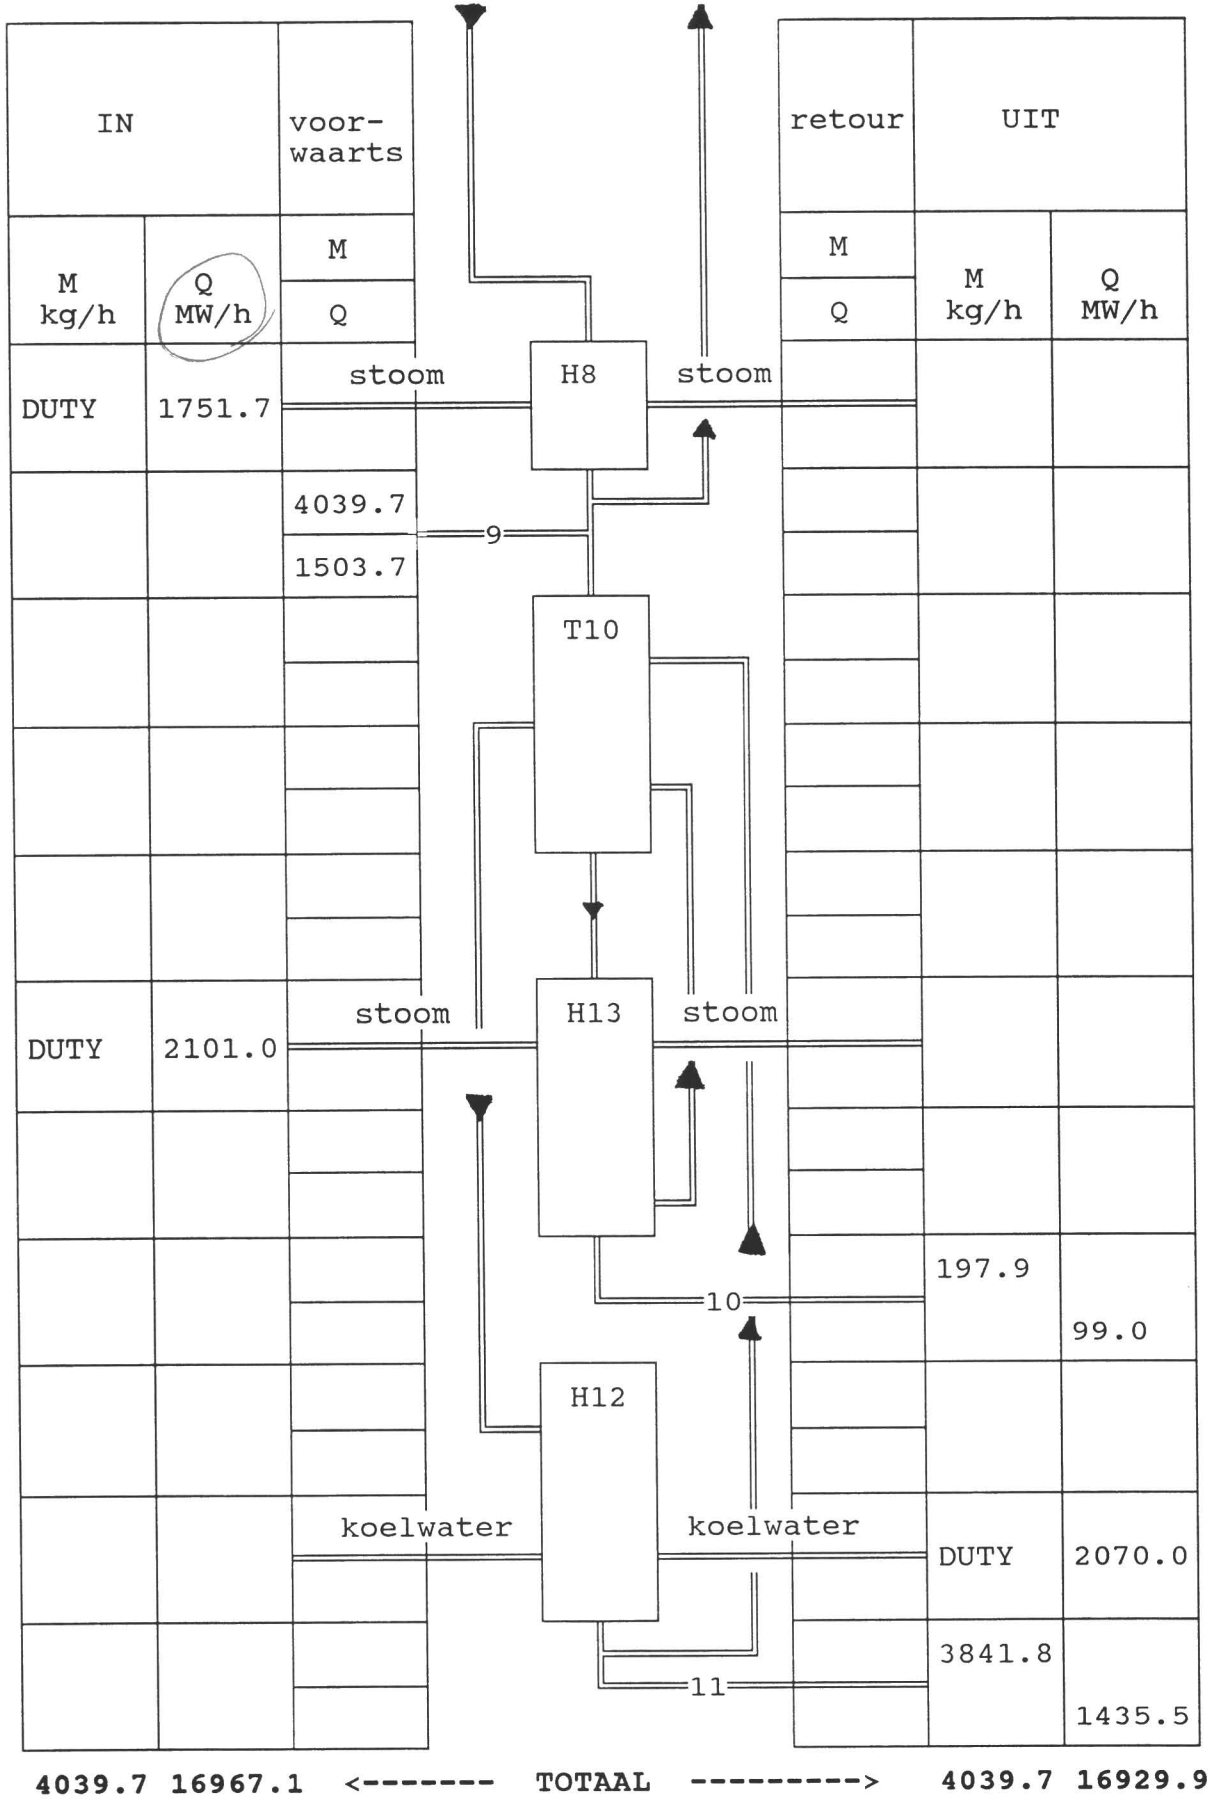 IN
voor-
waarts
retour
UIT
M
kg/h
Q
MW/h
M
Q
M
Q
M
kg/h
Q
MW/h
DUTY 1751.7
stoom
H8
stoom
4039.7
9
1503.7
T10
stoom
H13
stoom
DUTY 2101.0
197.9
10
99.0
H12
koelwater
koelwater
DUTY 2070.0
3841.8
11
1435.5
4039.7 16967.1 <------- TOTAAL ---------> 4039.7 16929.9